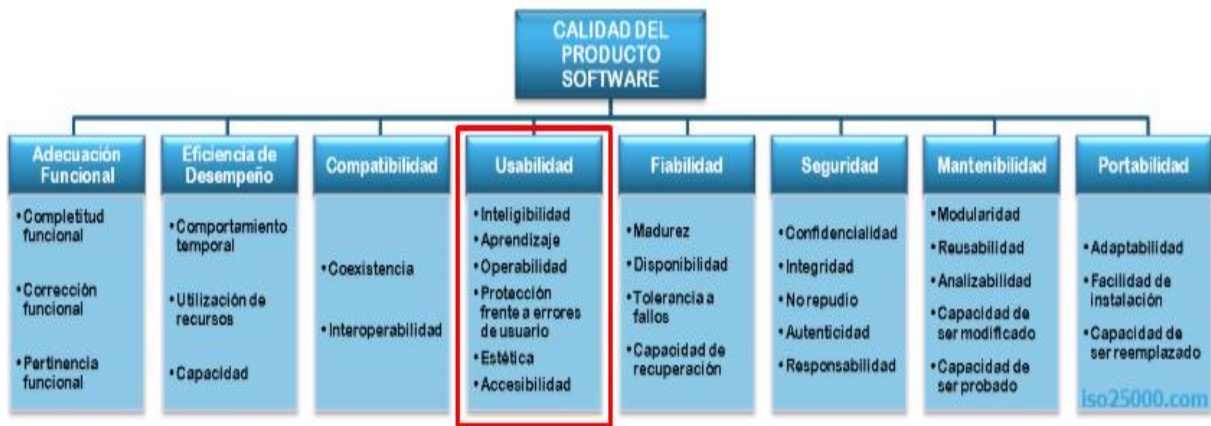 CALIDAD DEL
PRODUCTO
SOFTWARE
Adecuación
Funcional
• Completitud
funcional
• Corrección
funcional
• Pertinencia
funcional
Eficiencia de
Desempeño
• Comportamiento
temporal
• Utilización de
recursos
• Capacidad
Compatibilidad
• Coexistencia
• Interoperabilidad
Usabilidad
• Inteligibilidad
• Aprendizaje
• Operabilidad
• Protección
frente a errores
de usuario
• Estética
• Accesibilidad
Fiabilidad
• Madurez
• Disponibilidad
• Tolerancia a
fallos
• Capacidad de
recuperación
Seguridad
• Confidencialidad
• Integridad
• No repudio
• Autenticidad
• Responsabilidad
Mantenibilidad
• Modularidad
• Reusabilidad
• Analizabilidad
• Capacidad de
ser modificado
• Capacidad de
ser probado
Portabilidad
• Adaptabilidad
• Facilidad de
instalación
• Capacidad de
ser reemplazado
iso25000.com